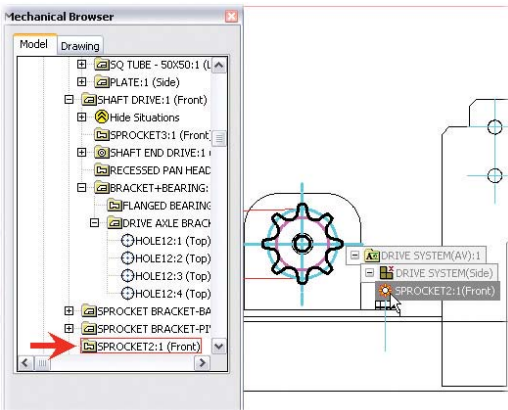 Mechanical Browser
Model
Drawing
SQ TUBE - 50X50:1 (
PLATE:1 (Side)
SHAFT DRIVE:1 (Front)
Hide Situations
SPROCKET3:1 (Front
SHAFT END DRIVE:1
RECESSED PAN HEAD
BRACKET+BEARING:
FLANGED BEARING
DRIVE AXLE BRACK
HOLE12:1 (Top)
HOLE12:2 (Top)
HOLE12:3 (Top)
HOLE12:4 (Top)
SPROCKET BRACKET-BA
SPROCKET BRACKET-PI
SPROCKET2:1 (Front)
DRIVE SYSTEM(AV):1
DRIVE SYSTEM(Side)
SPROCKET2:1(Front)